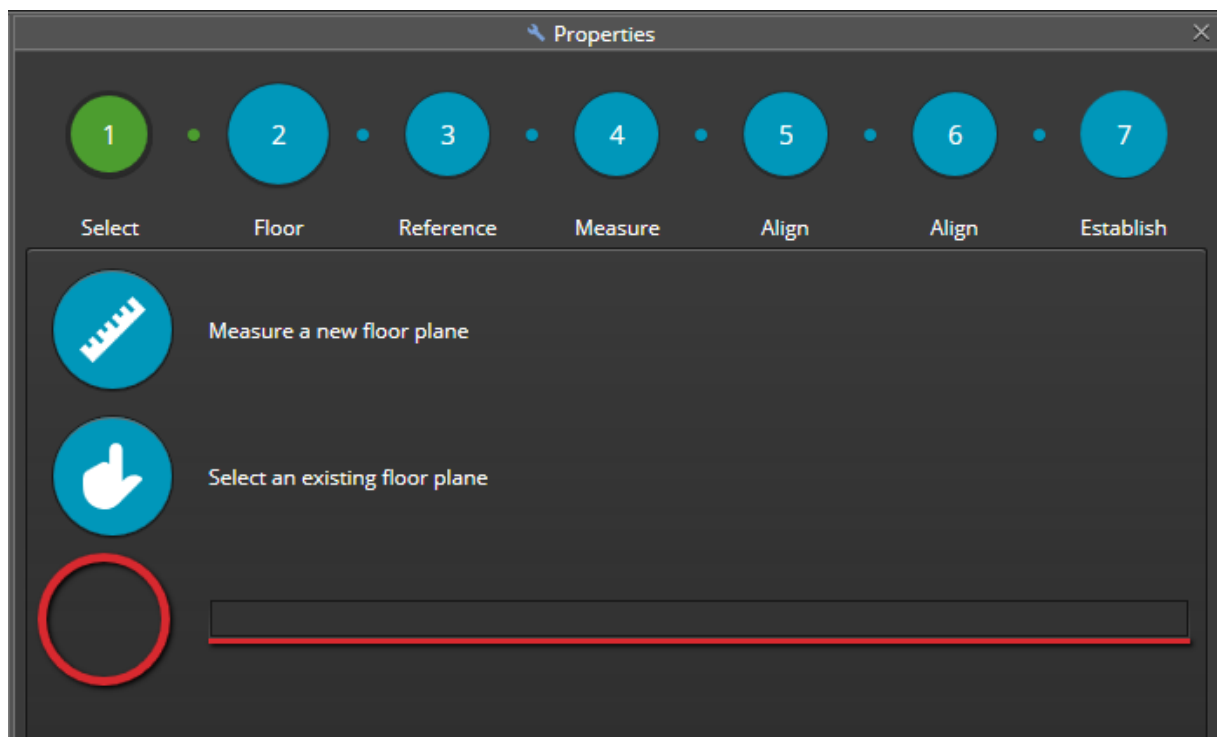 Properties
1 2 3 4 5 6 7
Select Floor Reference Measure Align Align Establish
Measure a new floor plane
Select an existing floor plane